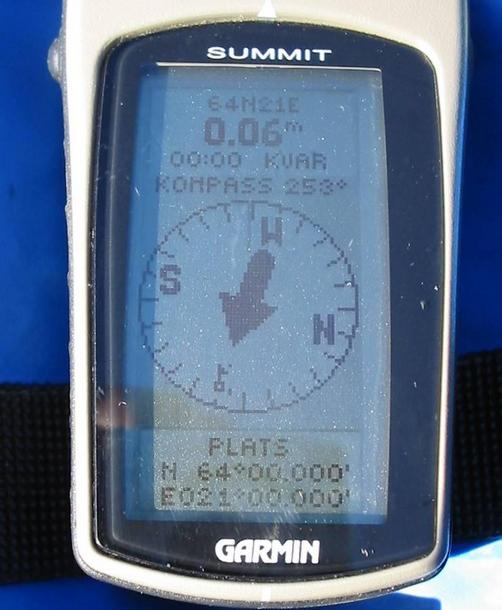 SUMMIT
64N21E
0.06m
00:00 KVAR
KOMPASS 253°
W
S
N
PLATS
N 64°00.000'
E021°00.000'
GARMIN